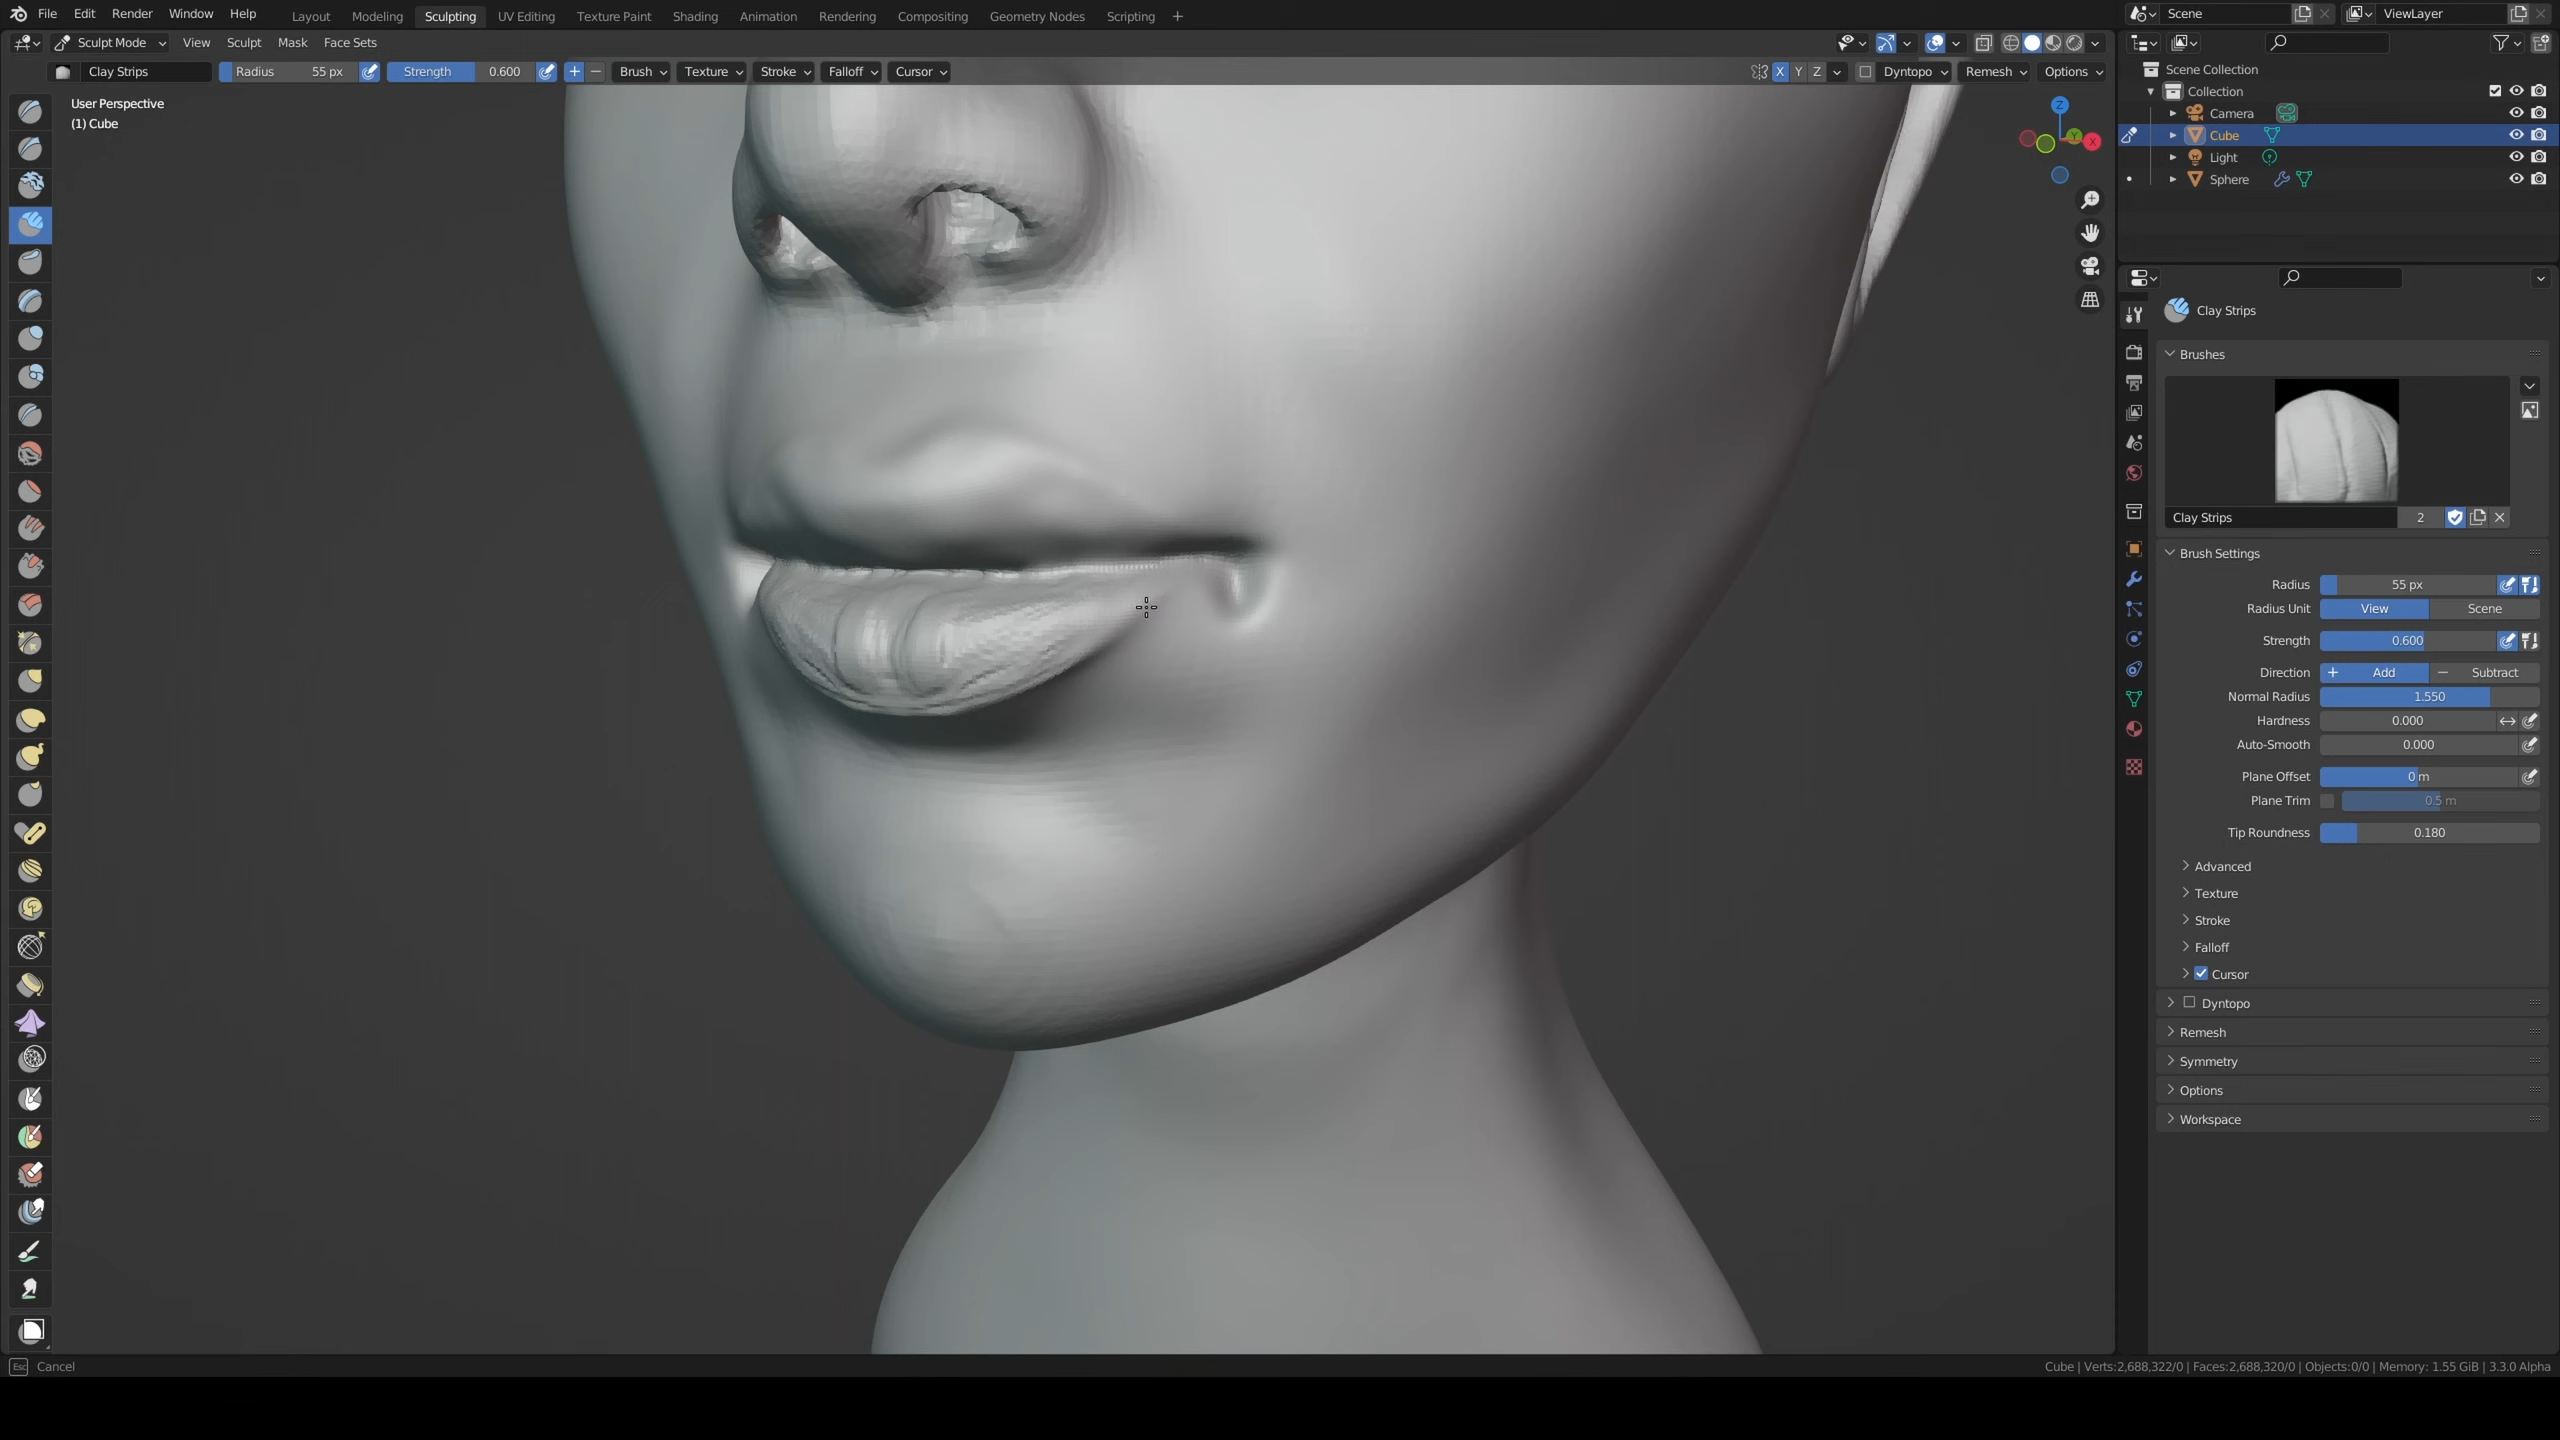 File Edit Render Window Help Layout Modeling Sculpting UV Editing Texture Paint Shading Animation Rendering Compositing Geometry Nodes Scripting + Scene ViewLayer
Sculpt Mode View Sculpt Mask Face Sets
Clay Strips Radius 55 px Strength 0.600 + − Brush Texture Stroke Falloff Cursor X Y Z Dyntopo Remesh Options
User Perspective
(1) Cube
Z
X
Scene Collection
Collection
Camera
Cube
Light
Sphere
Clay Strips
Brushes
Clay Strips 2
Brush Settings
Radius 55 px
Radius Unit View Scene
Strength 0.600
Direction + Add − Subtract
Normal Radius 1.550
Hardness 0.000
Auto-Smooth 0.000
Plane Offset 0 m
Plane Trim 0.5 m
Tip Roundness 0.180
Advanced
Texture
Stroke
Falloff
Cursor
Dyntopo
Remesh
Symmetry
Options
Workspace
Esc Cancel
Cube | Verts:2,688,322/0 | Faces:2,688,320/0 | Objects:0/0 | Memory: 1.55 GiB | 3.3.0 Alpha